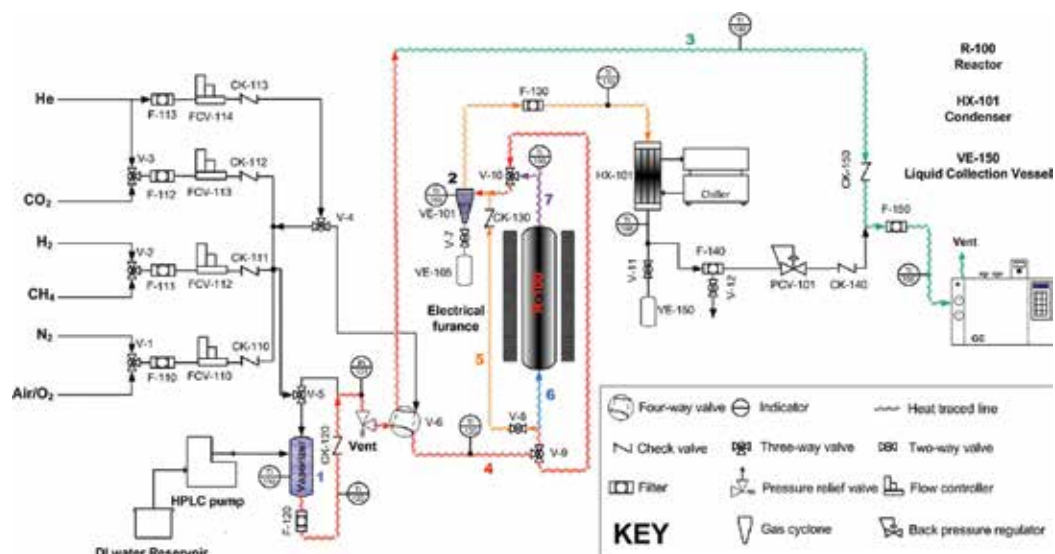 He
F-113
FCV-114
CK-113
V-3
F-112
FCV-113
CK-112
CO2
H2
V-2
F-111
FCV-112
CK-111
CH4
N2
V-1
F-110
FCV-110
CK-110
Air/O2
V-4
V-5
HPLC pump
DI water Reservoir
Vaporizer
1
F-120
CK-120
Vent
V-6
4
3
2
VE-101
V-7
VE-105
F-130
V-10
CK-130
7
Electrical
furance
5
6
V-8
V-9
HX-101
Chiller
V-11
VE-150
F-140
V-12
PCV-101
CK-140
CK-153
F-150
Vent
R-100
Reactor
HX-101
Condenser
VE-150
Liquid Collection Vessel
Four-way valve
Indicator
Heat traced line
Check valve
Three-way valve
Two-way valve
Filter
Pressure relief valve
Flow controller
KEY
Gas cyclone
Back pressure regulator